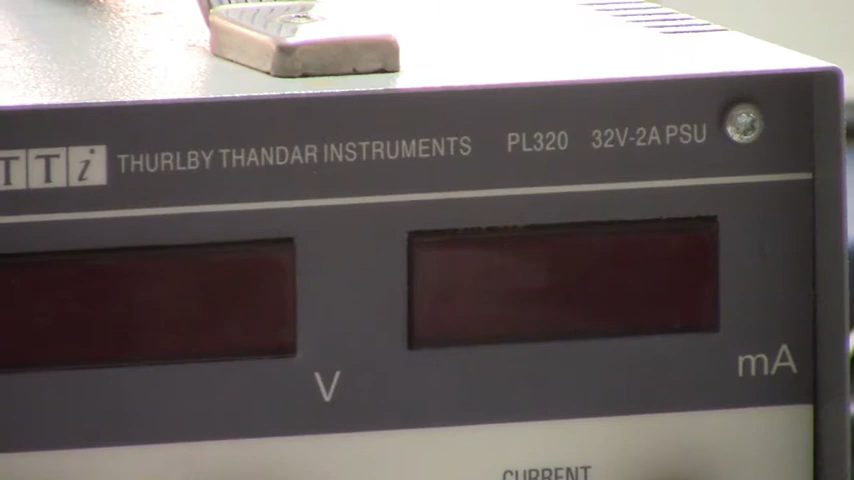 TTi THURLBY THANDAR INSTRUMENTS PL320 32V-2A PSU
V
mA
CURRENT